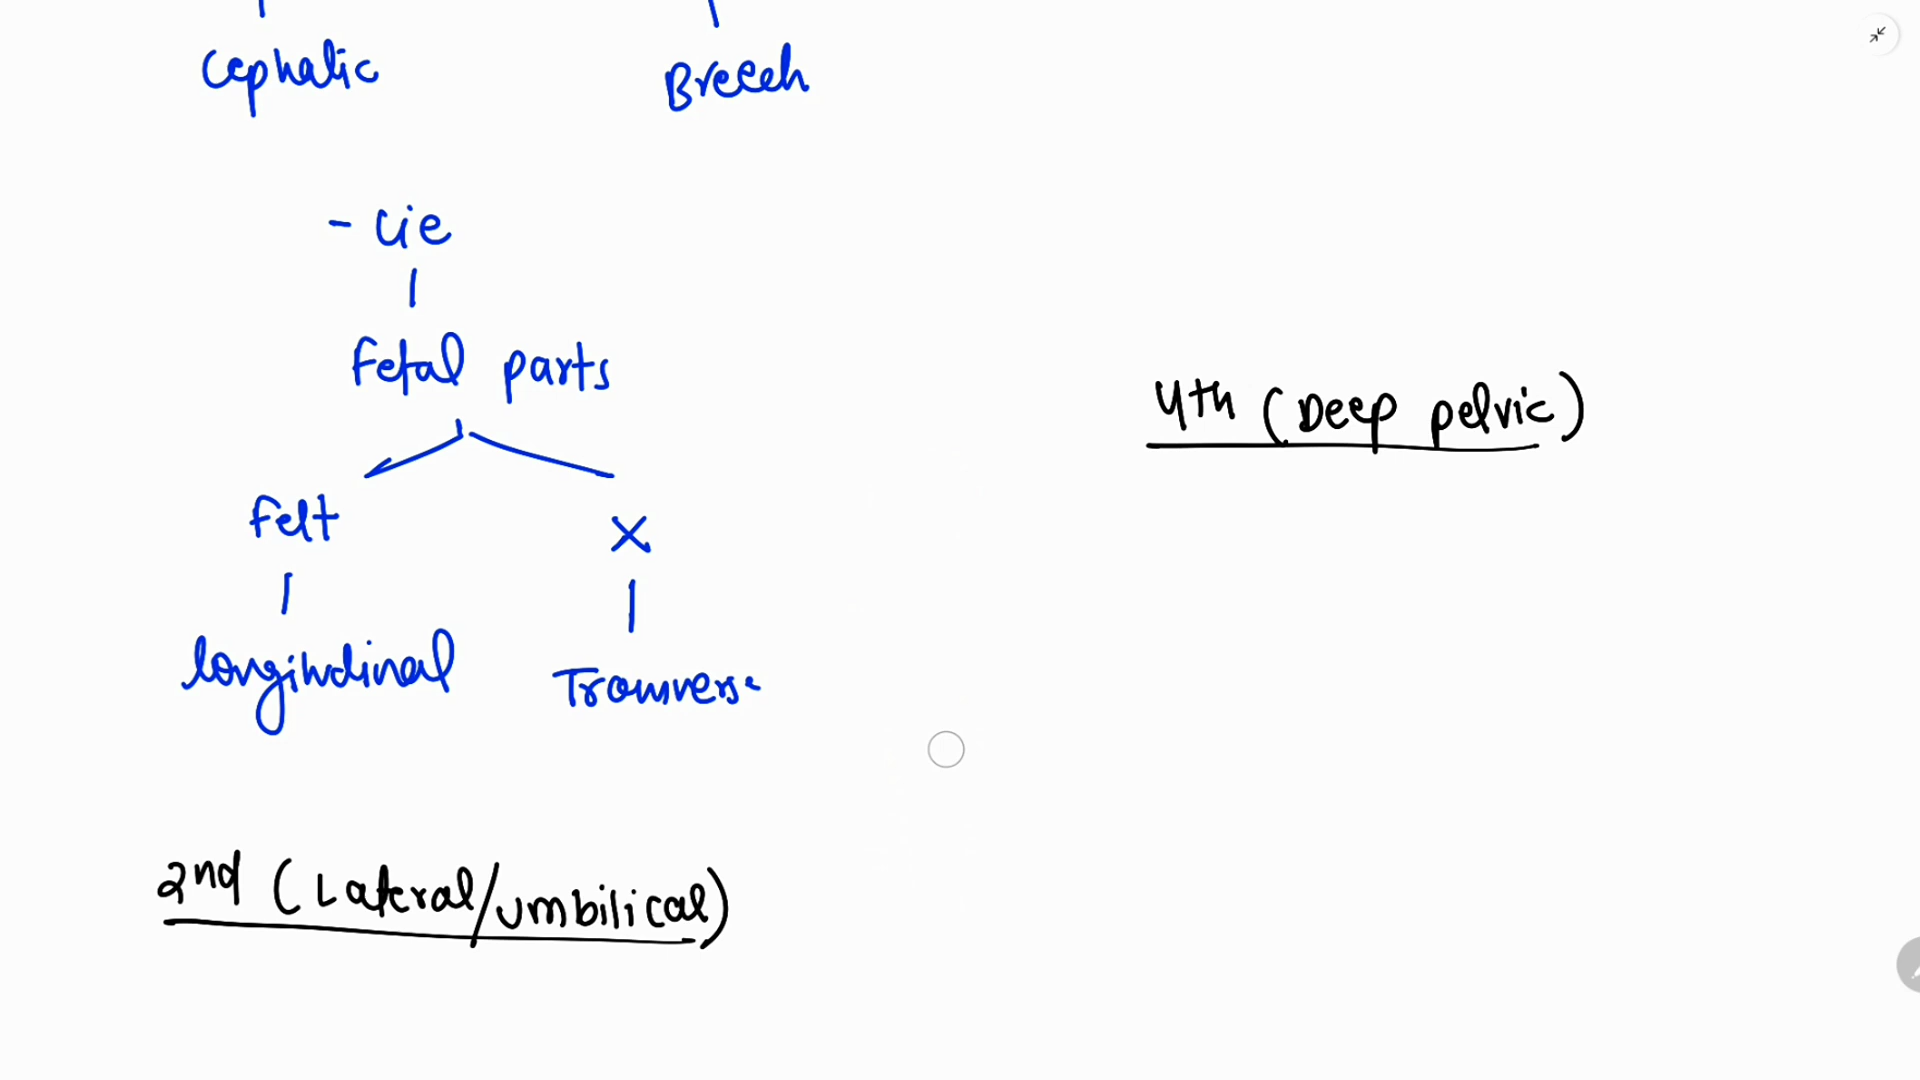 Cephalic Breech
- Lie
Fetal parts
Felt X
longitudinal Transverse
2nd (Lateral/umbilical)
4th (Deep pelvic)